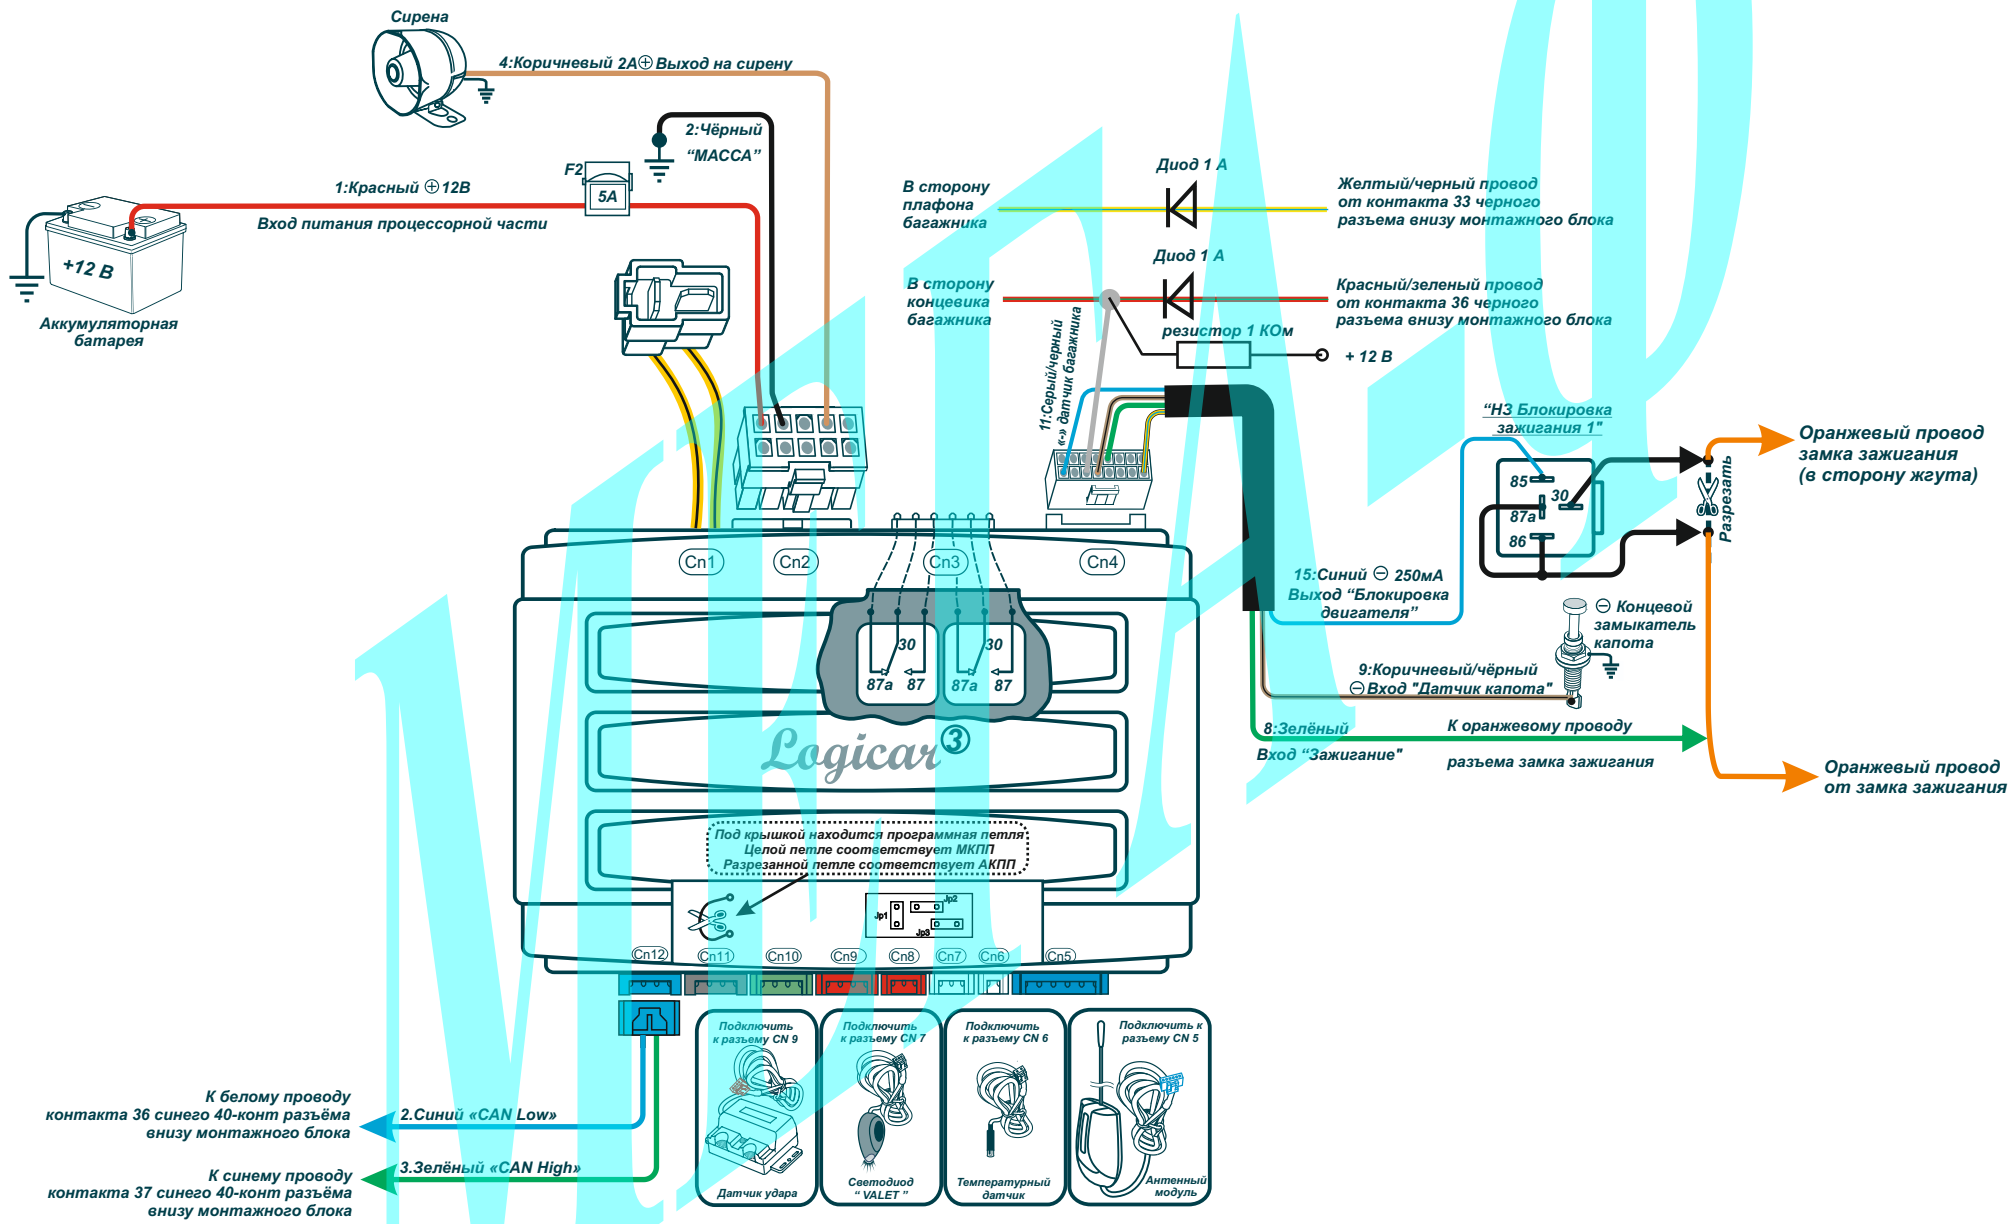 Сирена
4:Коричневый 2А⊕ Выход на сирену
2:Чёрный
“МАССА”
F2
5А
1:Красный ⊕ 12В
Вход питания процессорной части
+12 В
Аккумуляторная
батарея
Диод 1 А
В сторону
плафона
багажника
Желтый/черный провод
от контакта 33 черного
разъема внизу монтажного блока
Диод 1 А
В сторону
концевика
багажника
Красный/зеленый провод
от контакта 36 черного
разъема внизу монтажного блока
резистор 1 КОм
+ 12 В
11:Серый/черный
«-» датчик багажника
“НЗ Блокировка
зажигания 1"
85
30
87а
86
Разрезать
Оранжевый провод
замка зажигания
(в сторону жгута)
15:Синий ⊖ 250мА
Выход “Блокировка
двигателя”
⊖ Концевой
замыкатель
капота
9:Коричневый/чёрный
⊖ Вход "Датчик капота"
8:Зелёный
Вход “Зажигание"
К оранжевому проводу
разъема замка зажигания
Оранжевый провод
от замка зажигания
Cn1
Cn2
Cn3
Cn4
30
87а
87
30
87а
87
Logicar 3
Под крышкой находится программная петля
Целой петле соответствует МКПП
Разрезанной петле соответствует АКПП
Jp1
Jp2
Jp3
Cn12
Cn11
Cn10
Cn9
Cn8
Cn7
Cn6
Cn5
Подключить
к разъему CN 9
Датчик удара
Подключить
к разъему CN 7
Светодиод
“ VALET ”
Подключить
к разъему CN 6
Температурный
датчик
Подключить к
разъему CN 5
Антенный
модуль
К белому проводу
контакта 36 синего 40-конт разъёма
внизу монтажного блока
2.Синий «CAN Low»
К синему проводу
контакта 37 синего 40-конт разъёма
внизу монтажного блока
3.Зелёный «CAN High»